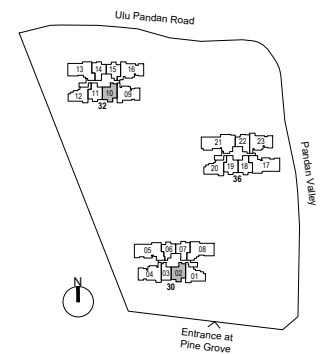 Ulu Pandan Road
13 14 15 16
12 11 10 09
32
21 22 23
20 19 18 17
36
Pandan Valley
05 06 07 08
04 03 02 01
30
N
Entrance at
Pine Grove